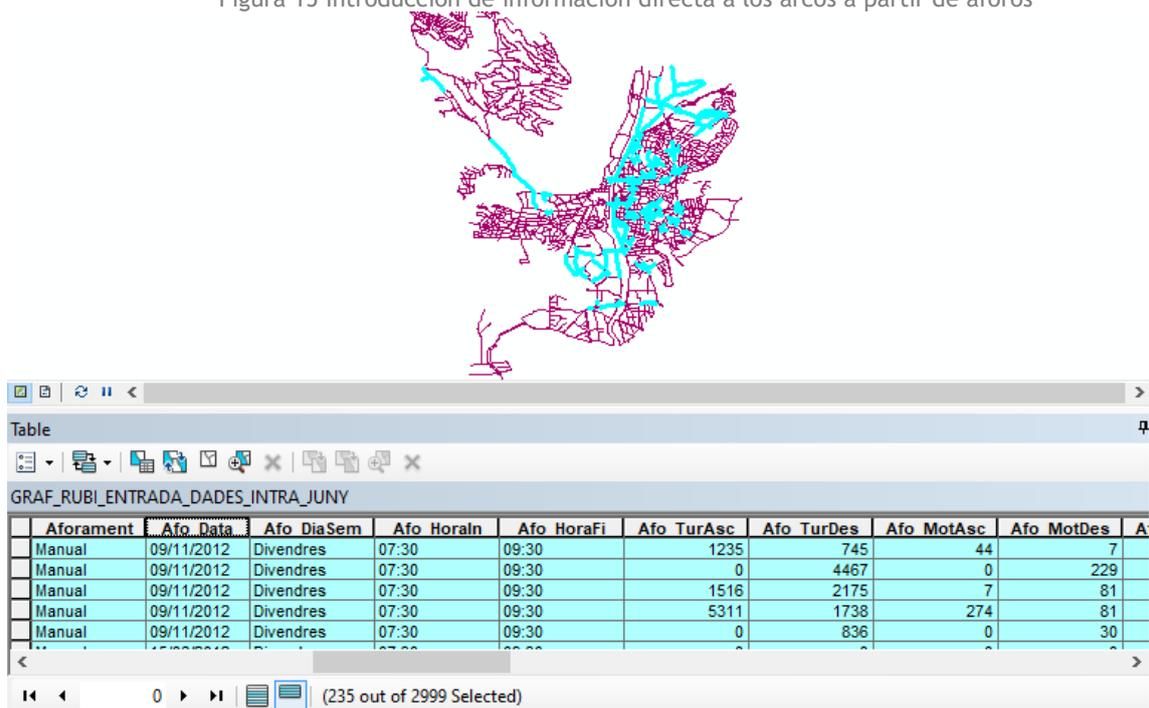 Figura 15 Introducción de información directa a los arcos a partir de aforos
Table
GRAF_RUBI_ENTRADA_DADES_INTRA_JUNY
Aforament Afo_Data Afo_DiaSem Afo_HoraIn Afo_HoraFi Afo_TurAsc Afo_TurDes Afo_MotAsc Afo_MotDes A
Manual 09/11/2012 Divendres 07:30 09:30 1235 745 44 7
Manual 09/11/2012 Divendres 07:30 09:30 0 4467 0 229
Manual 09/11/2012 Divendres 07:30 09:30 1516 2175 7 81
Manual 09/11/2012 Divendres 07:30 09:30 5311 1738 274 81
Manual 09/11/2012 Divendres 07:30 09:30 0 836 0 30
0 (235 out of 2999 Selected)